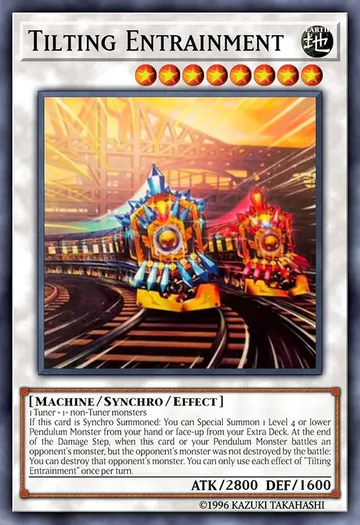 Tilting Entrainment
EARTH
地
[Machine/Synchro/Effect]
1 Tuner + 1+ non-Tuner monsters
If this card is Synchro Summoned: You can Special Summon 1 Level 4 or lower
Pendulum Monster from your hand or face-up from your Extra Deck. At the end
of the Damage Step, when this card or your Pendulum Monster battles an
opponent's monster, but the opponent's monster was not destroyed by the battle:
You can destroy that opponent's monster. You can only use each effect of "Tilting
Entrainment" once per turn.
ATK/2800 DEF/1600
©1996 KAZUKI TAKAHASHI